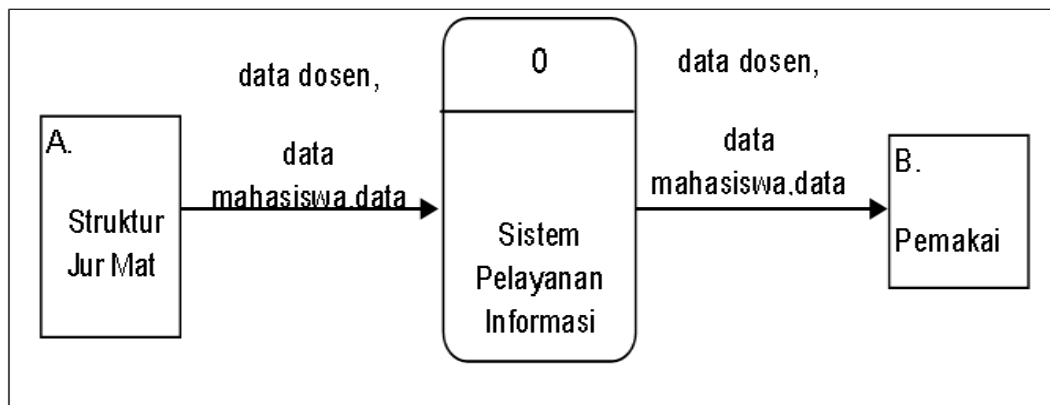 A.
Struktur
Jur Mat
data dosen,
data
mahasiswa,data
0
Sistem
Pelayanan
Informasi
data dosen,
data
mahasiswa,data
B.
Pemakai